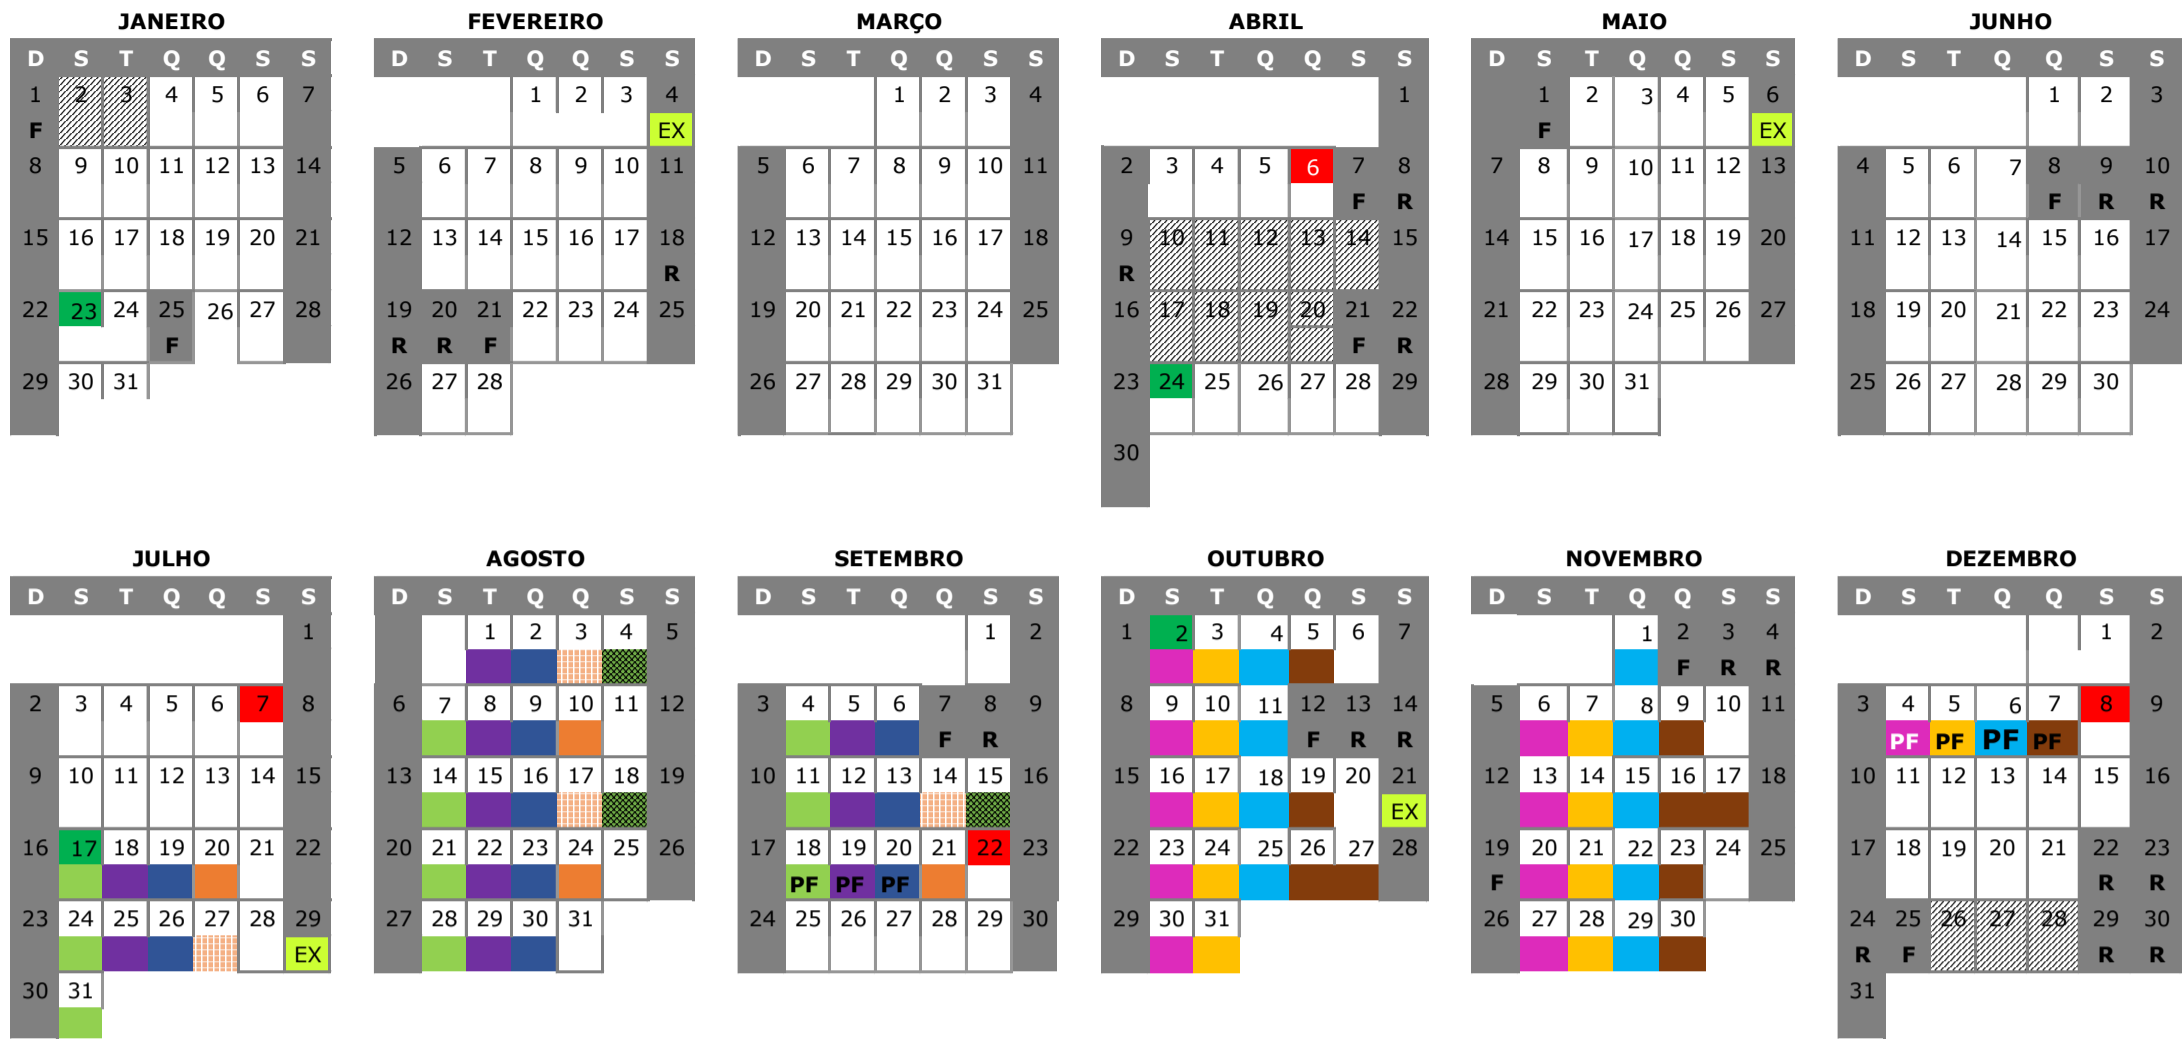 JANEIRO FEVEREIRO MARÇO ABRIL MAIO JUNHO
D S T Q Q S S D S T Q Q S S D S T Q Q S S D S T Q Q S S D S T Q Q S S D S T Q Q S S
1 2 3 4 5 6 7 1 2 3 4 1 2 3 4 1 1 2 3 4 5 6 1 2 3
F EX F EX
8 9 10 11 12 13 14 5 6 7 8 9 10 11 5 6 7 8 9 10 11 2 3 4 5 6 7 8 7 8 9 10 11 12 13 4 5 6 7 8 9 10
F R F R R
15 16 17 18 19 20 21 12 13 14 15 16 17 18 12 13 14 15 16 17 18 9 10 11 12 13 14 15 14 15 16 17 18 19 20 11 12 13 14 15 16 17
R R
22 23 24 25 26 27 28 19 20 21 22 23 24 25 19 20 21 22 23 24 25 16 17 18 19 20 21 22 21 22 23 24 25 26 27 18 19 20 21 22 23 24
F R R F F R
29 30 31 26 27 28 26 27 28 29 30 31 23 24 25 26 27 28 29 28 29 30 31 25 26 27 28 29 30
30
JULHO AGOSTO SETEMBRO OUTUBRO NOVEMBRO DEZEMBRO
D S T Q Q S S D S T Q Q S S D S T Q Q S S D S T Q Q S S D S T Q Q S S D S T Q Q S S
1 1 2 3 4 5 1 2 1 2 3 4 5 6 7 1 2 3 4 1 2
F R R
2 3 4 5 6 7 8 6 7 8 9 10 11 12 3 4 5 6 7 8 9 8 9 10 11 12 13 14 5 6 7 8 9 10 11 3 4 5 6 7 8 9
F R F R R PF PF PF PF
9 10 11 12 13 14 15 13 14 15 16 17 18 19 10 11 12 13 14 15 16 15 16 17 18 19 20 21 12 13 14 15 16 17 18 10 11 12 13 14 15 16
EX
16 17 18 19 20 21 22 20 21 22 23 24 25 26 17 18 19 20 21 22 23 22 23 24 25 26 27 28 19 20 21 22 23 24 25 17 18 19 20 21 22 23
PF PF PF F R R
23 24 25 26 27 28 29 27 28 29 30 31 24 25 26 27 28 29 30 29 30 31 26 27 28 29 30 24 25 26 27 28 29 30
EX R F R R
30 31 31